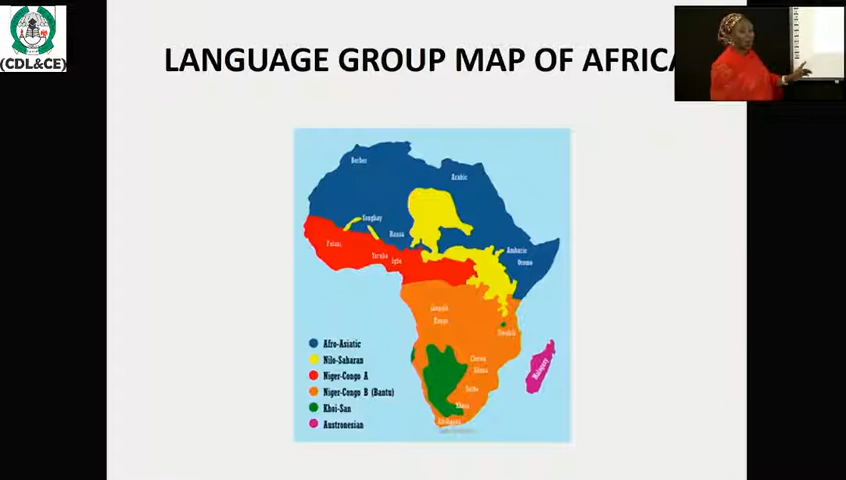 (CDL&CE)
LANGUAGE GROUP MAP OF AFRICA
Berber
Arabic
Songhay
Hausa
Fulani
Yoruba
Igbo
Amharic
Oromo
Kongo
Swahili
Chewa
Shona
Sotho
Xhosa
Afrikaans
Malagasy
Afro-Asiatic
Nilo-Saharan
Niger-Congo A
Niger-Congo B (Bantu)
Khoi-San
Austronesian